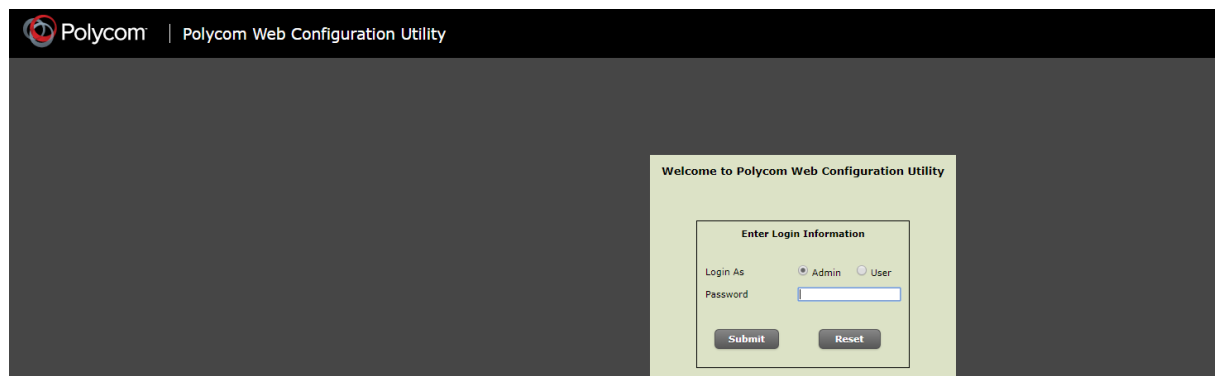 Polycom | Polycom Web Configuration Utility
Welcome to Polycom Web Configuration Utility
Enter Login Information
Login As Admin User
Password
Submit Reset